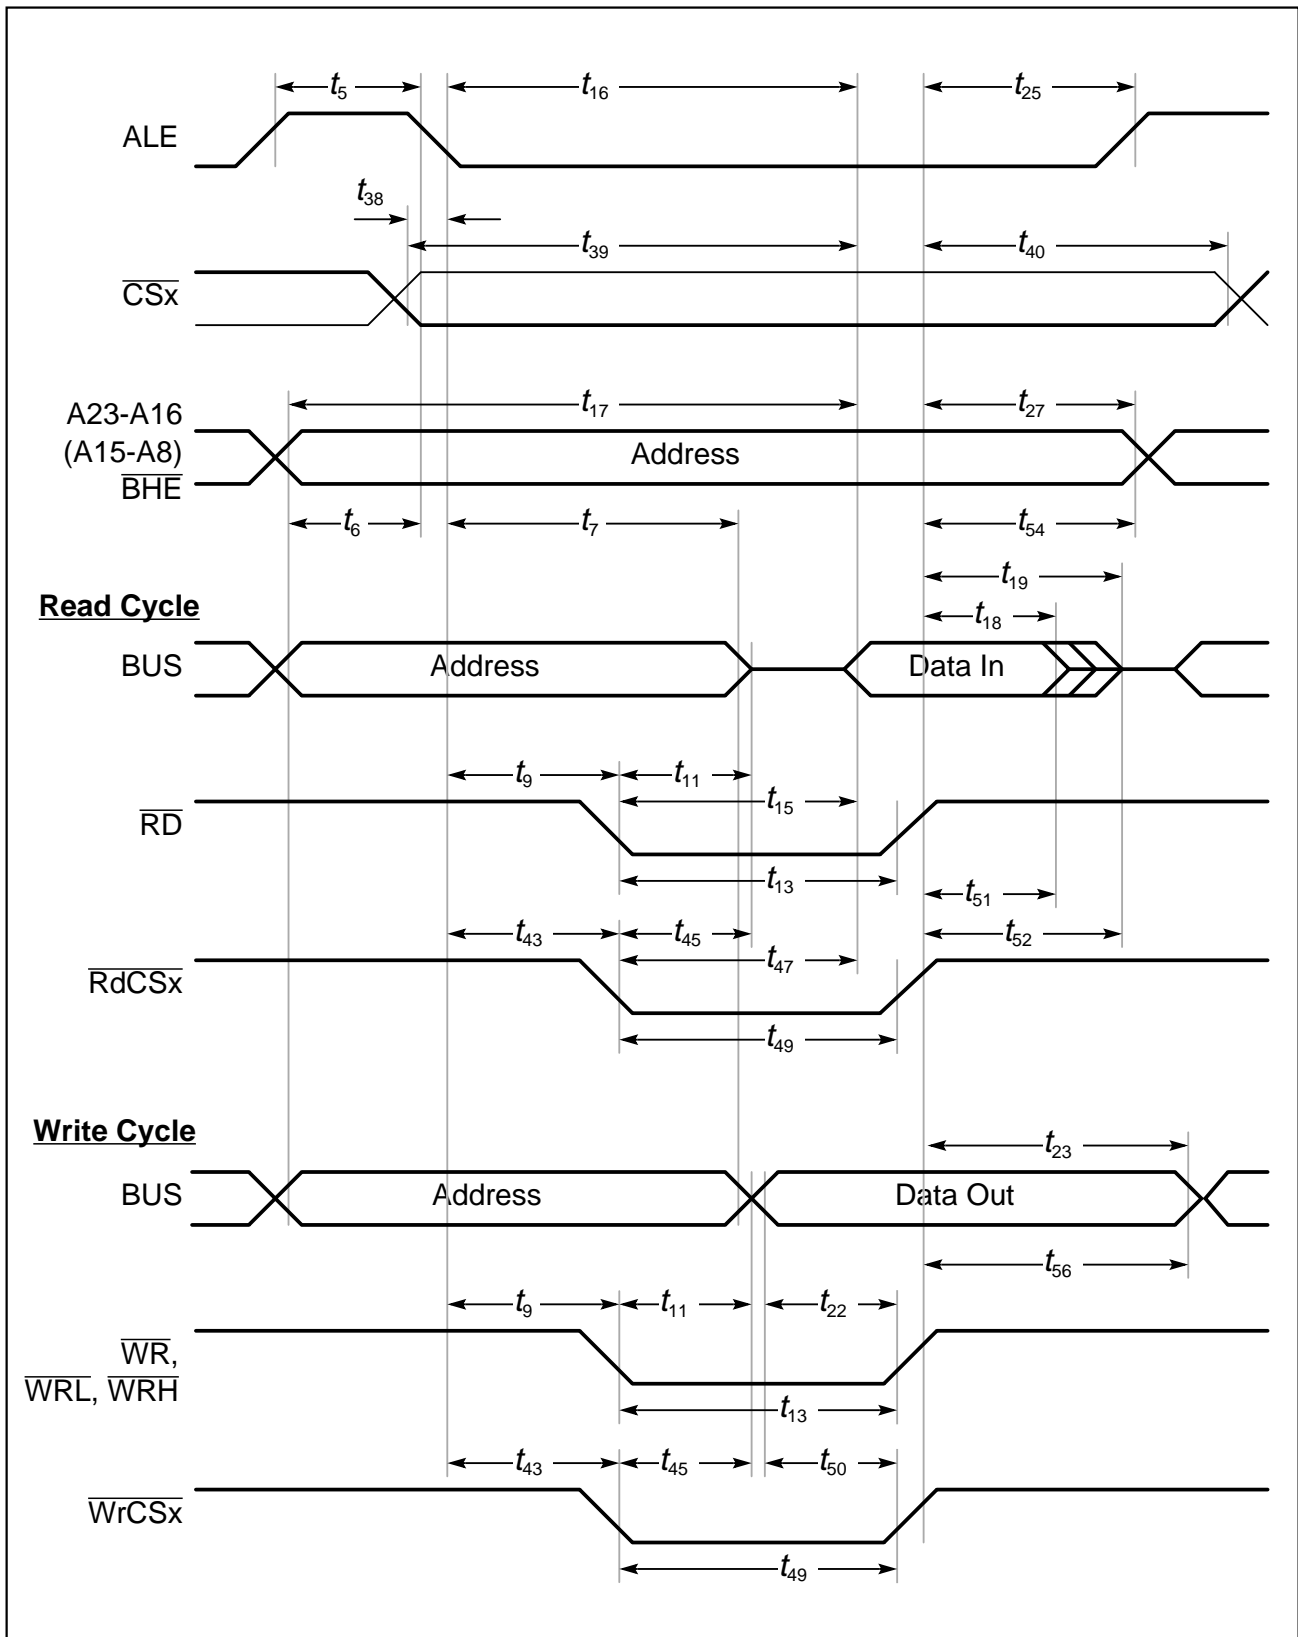 t5 t16 t25
ALE
t38
t39 t40
CSx
t17 t27
A23-A16
(A15-A8)
BHE
Address
t6 t7 t54
t19
Read Cycle
t18
BUS Address Data In
t9 t11
t15
RD
t13 t51
t43 t45 t52
t47
RdCSx
t49
Write Cycle
t23
BUS Address Data Out
t56
t9 t11 t22
WR,
WRL, WRH
t13
t43 t45 t50
WrCSx
t49